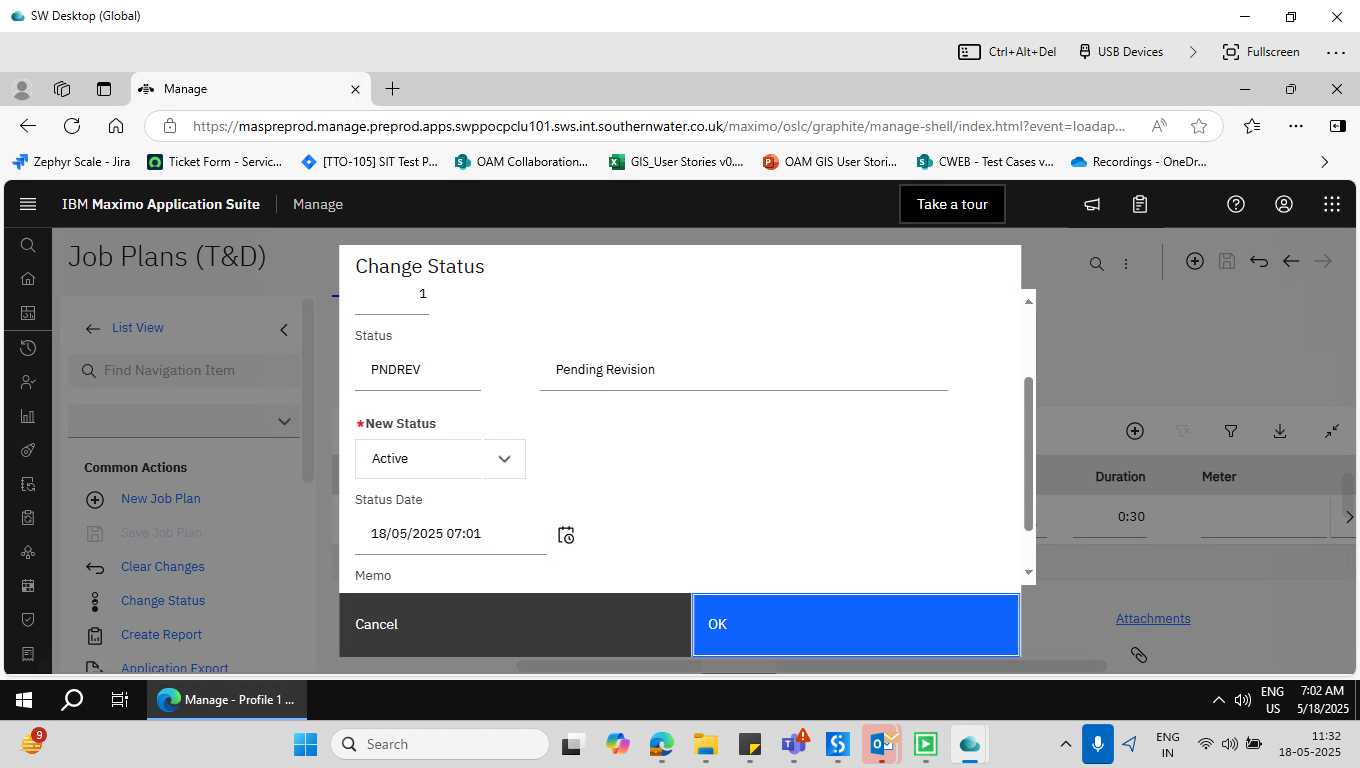 SW Desktop (Global)
Ctrl+Alt+Del USB Devices Fullscreen
Manage
https://maspreprod.manage.preprod.apps.swppocpclu101.sws.int.southernwater.co.uk/maximo/oslc/graphite/manage-shell/index.html?event=loadap...
Zephyr Scale - Jira Ticket Form - Servic... [TTO-105] SIT Test P... OAM Collaboration... GIS_User Stories v0.... OAM GIS User Stori... CWEB - Test Cases v... Recordings - OneDr...
IBM Maximo Application Suite Manage Take a tour
Job Plans (T&D)
Change Status
1
List View
Status
Find Navigation Item
PNDREV Pending Revision
*New Status
Active
Common Actions
Duration Meter
New Job Plan
Status Date
0:30
Save Job Plan
18/05/2025 07:01
Clear Changes
Memo
Change Status
Cancel OK
Attachments
Create Report
Application Export
Manage - Profile 1 ...
ENG
US
7:02 AM
5/18/2025
9
Search
ENG
IN
11:32
18-05-2025